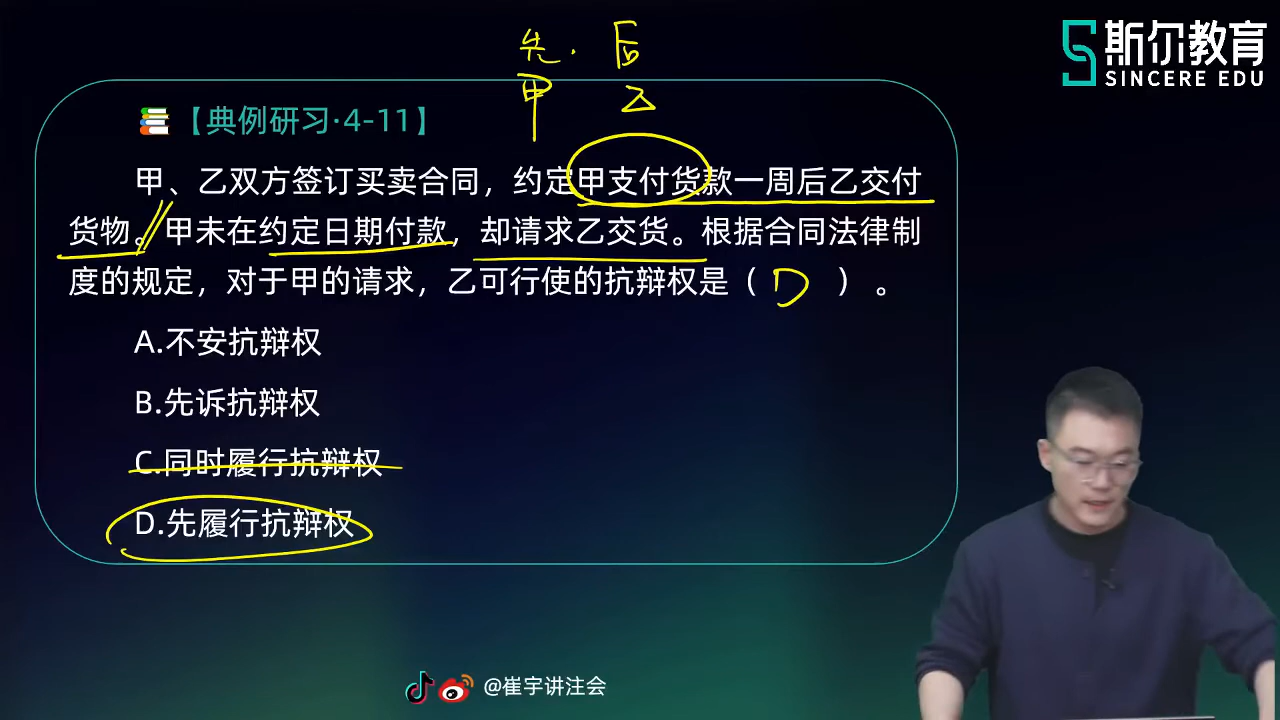 先.后
斯尔教育
SINCERE EDU
甲 乙
【典例研习·4-11】
甲、乙双方签订买卖合同，约定甲支付货款一周后乙交付
货物。甲未在约定日期付款，却请求乙交货。根据合同法律制
度的规定，对于甲的请求，乙可行使的抗辩权是（ D ）。
A.不安抗辩权
B.先诉抗辩权
C.同时履行抗辩权
D.先履行抗辩权
@崔宇讲注会